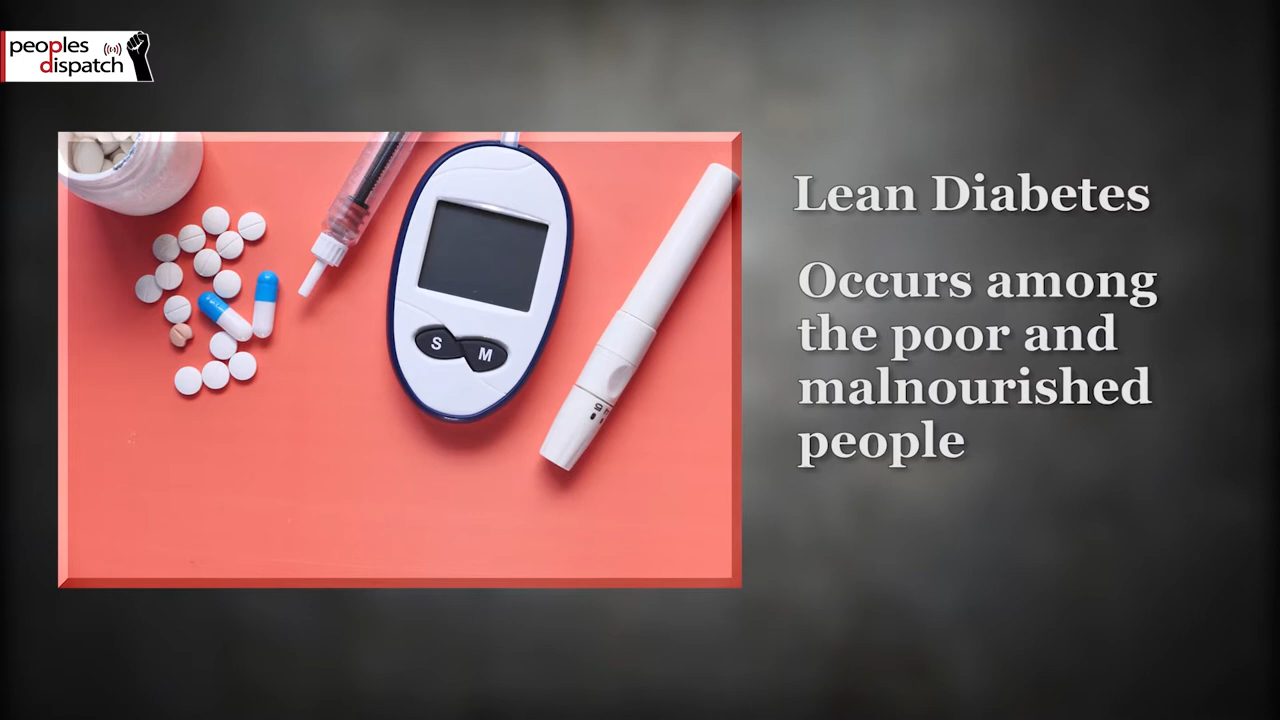 peoples
dispatch
S
M
Lean Diabetes
Occurs among
the poor and
malnourished
people